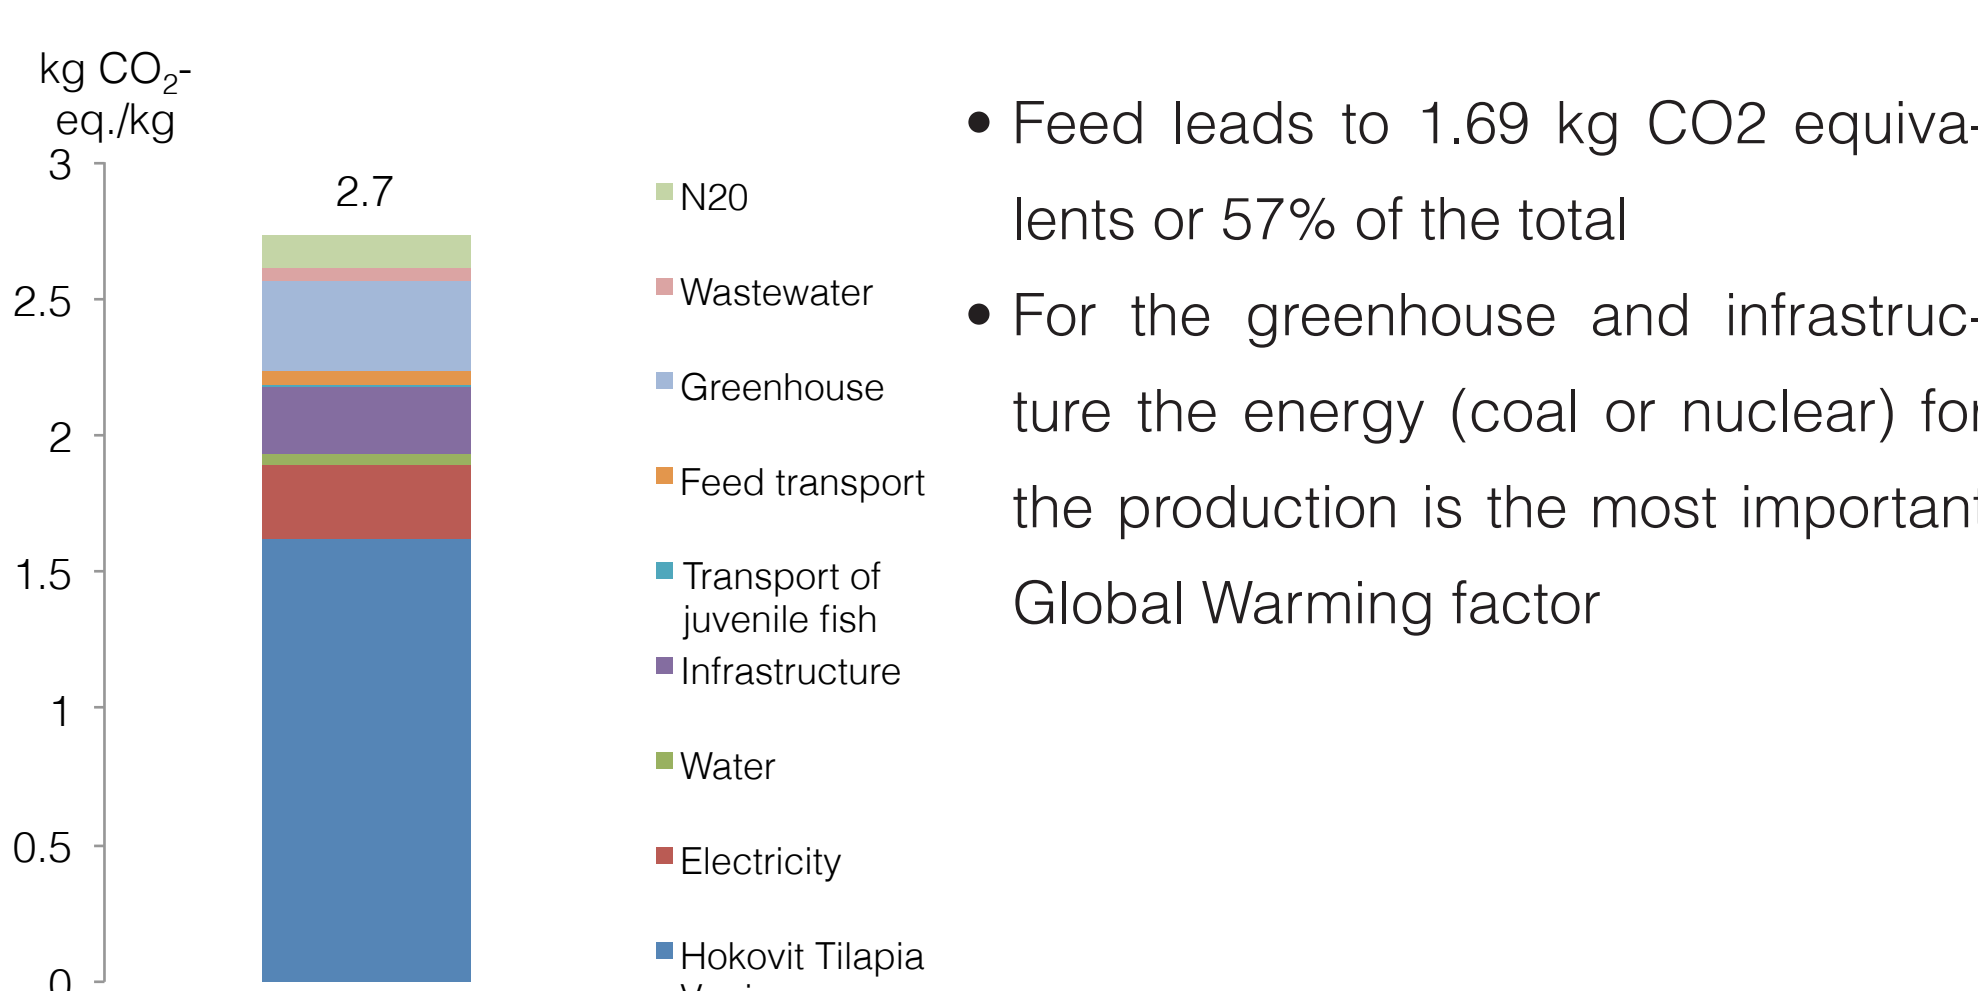 kg CO₂-
eq./kg
3
2.5
2
1.5
1
0.5
0
2.7
N20
Wastewater
Greenhouse
Feed transport
Transport of
juvenile fish
Infrastructure
Water
Electricity
Hokovit Tilapia
• Feed leads to 1.69 kg CO2 equiva-
lents or 57% of the total
• For the greenhouse and infrastruc-
ture the energy (coal or nuclear) for
the production is the most important
Global Warming factor